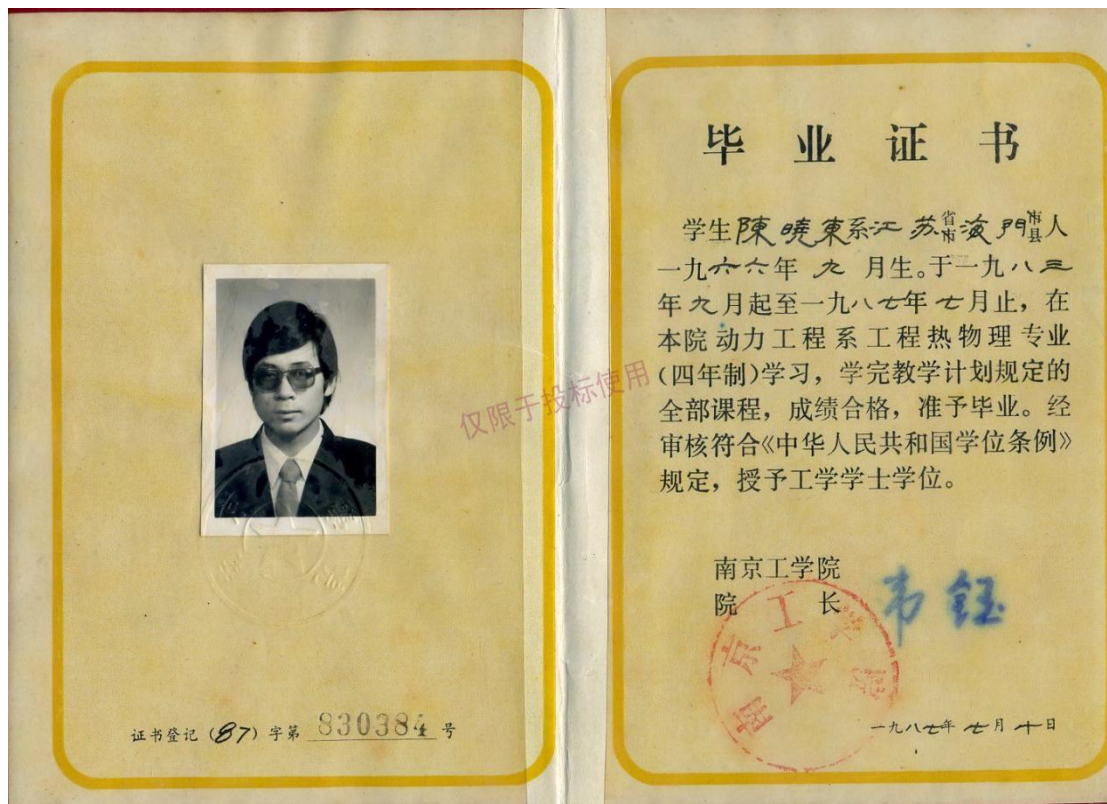 证书登记(87)字第 830384 号
仅限于投标使用
毕业证书
学生陳曉東系江苏省市海門市县人
一九六六年九月生。于一九八三
年九月起至一九八七年七月止，在
本院动力工程系工程热物理专业
(四年制)学习，学完教学计划规定的
全部课程，成绩合格，准予毕业。经
审核符合《中华人民共和国学位条例》
规定，授予工学学士学位。
南京工学院
院长 韦钰
南京工学院
一九八七年七月十日